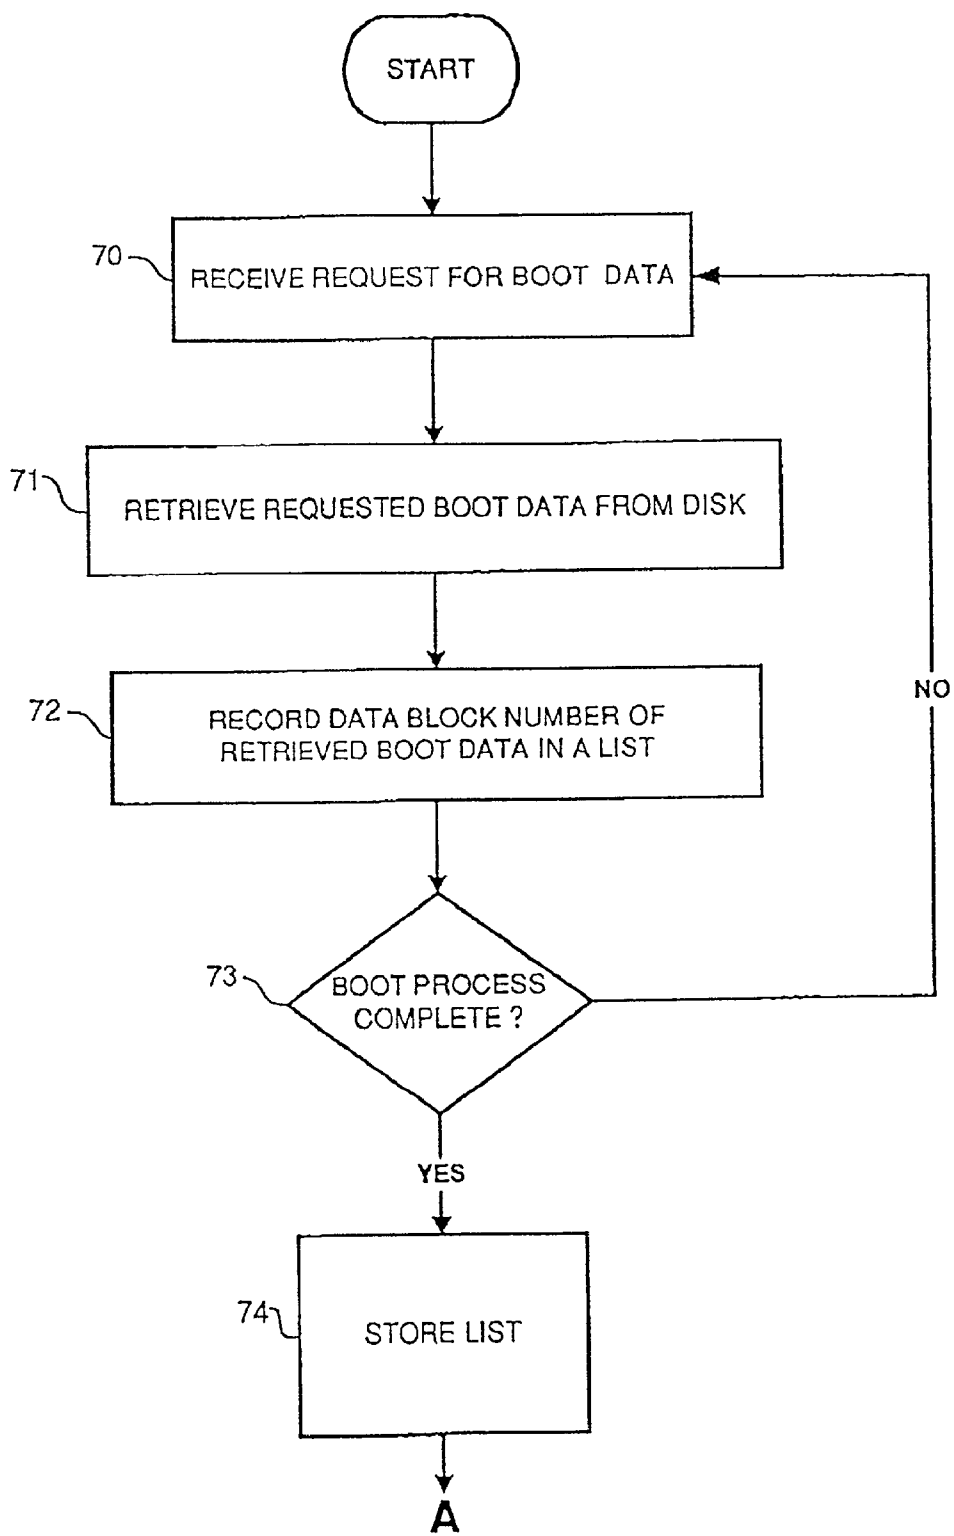 START
70
RECEIVE REQUEST FOR BOOT DATA
71
RETRIEVE REQUESTED BOOT DATA FROM DISK
72
RECORD DATA BLOCK NUMBER OF
RETRIEVED BOOT DATA IN A LIST
NO
73
BOOT PROCESS
COMPLETE ?
YES
74
STORE LIST
A